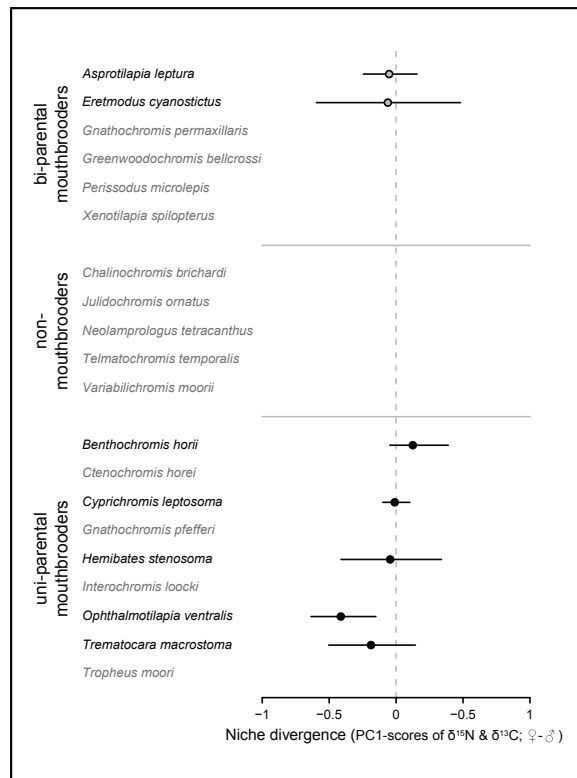 bi-parental
mouthbrooders
Asprotilapia leptura
Eretmodus cyanostictus
Gnathochromis permaxillaris
Greenwoodochromis bellcrossi
Perissodus microlepis
Xenotilapia spilopterus
non-
mouthbrooders
Chalinochromis brichardi
Julidochromis ornatus
Neolamprologus tetracanthus
Telmatochromis temporalis
Variabilichromis moorii
uni-parental
mouthbrooders
Benthochromis horii
Ctenochromis horei
Cyprichromis leptosoma
Gnathochromis pfefferi
Hemibates stenosoma
Interochromis loocki
Ophthalmotilapia ventralis
Trematocara macrostoma
Tropheus moori
−1 −0.5 0 −0.5 1
Niche divergence (PC1-scores of δ¹⁵N & δ¹³C; ♀-♂)